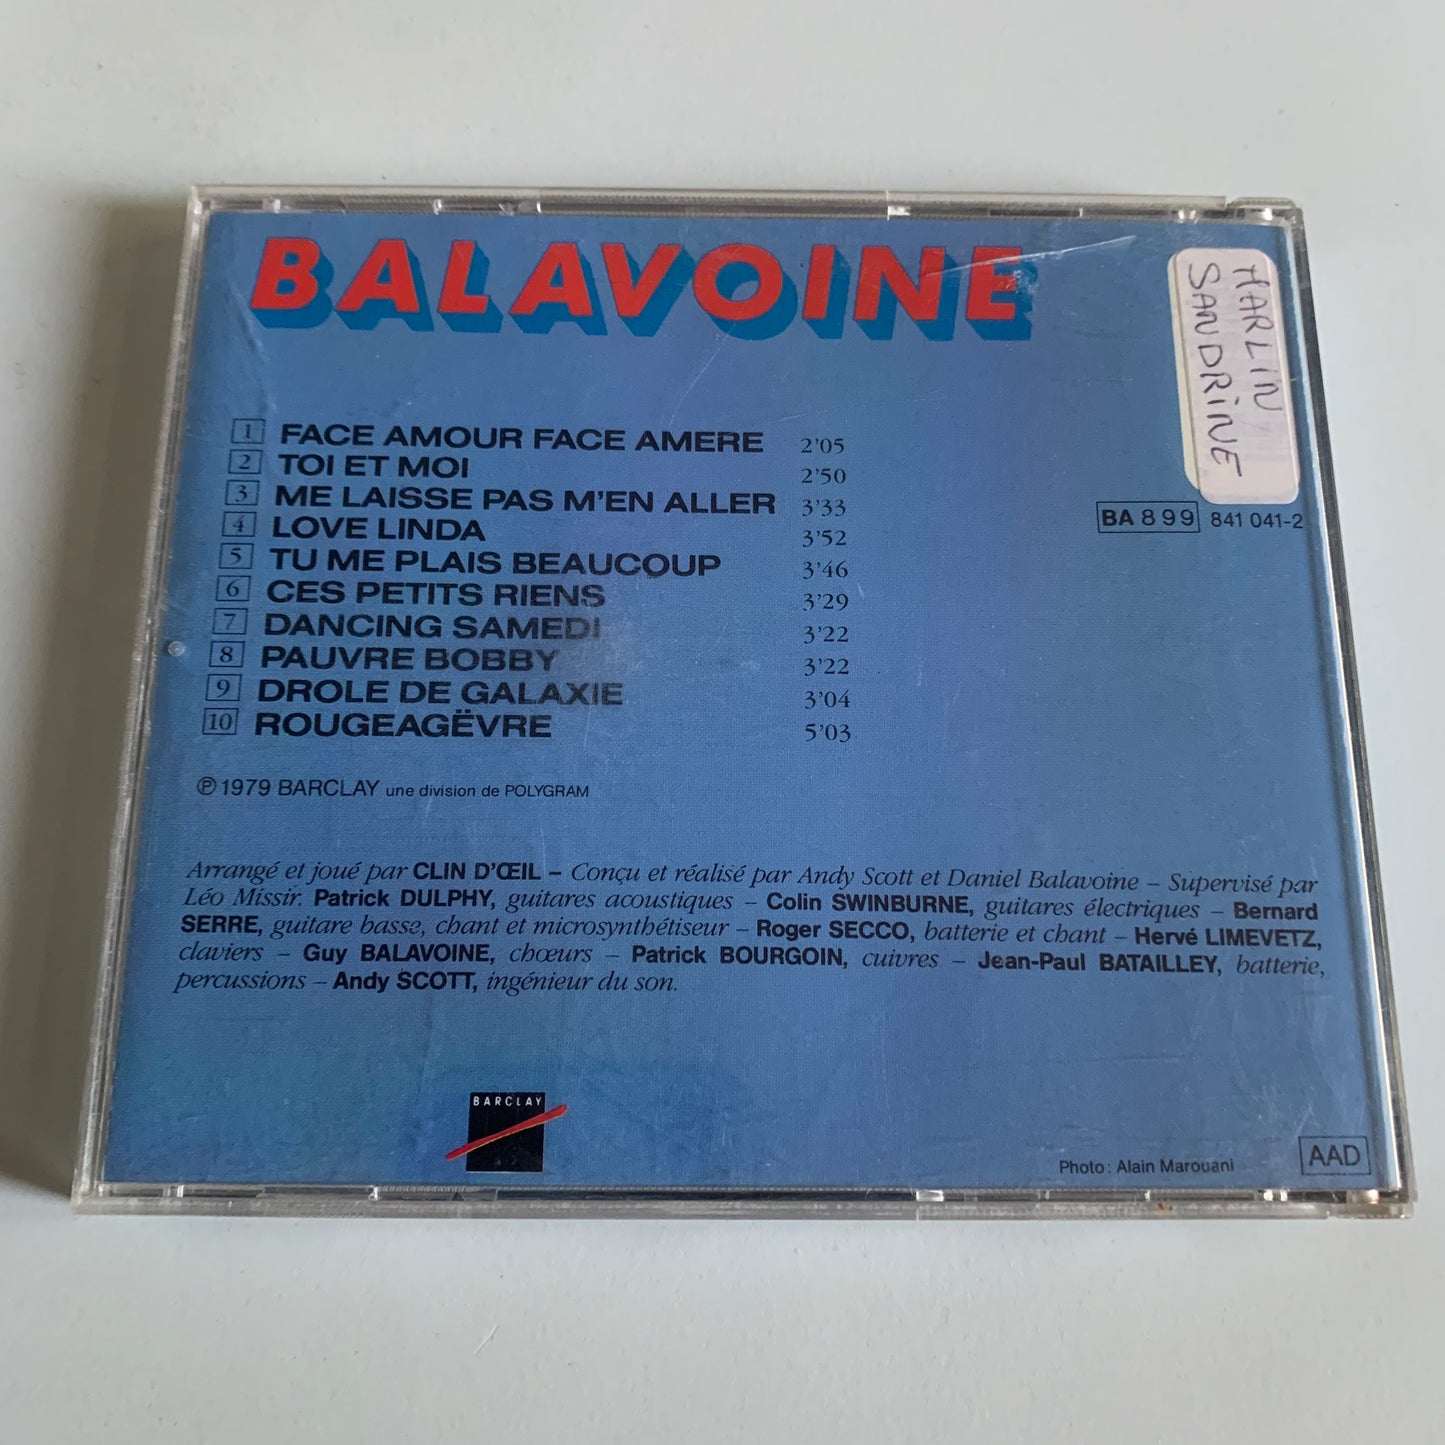 BALAVOINE
HARLIN
SANDRINE
1 FACE AMOUR FACE AMERE 2'05
2 TOI ET MOI 2'50
3 ME LAISSE PAS M'EN ALLER 3'33
4 LOVE LINDA 3'52
5 TU ME PLAIS BEAUCOUP 3'46
6 CES PETITS RIENS 3'29
7 DANCING SAMEDI 3'22
8 PAUVRE BOBBY 3'22
9 DROLE DE GALAXIE 3'04
10 ROUGEAGËVRE 5'03
BA 899 841 041-2
℗ 1979 BARCLAY une division de POLYGRAM
Arrangé et joué par CLIN D'ŒIL – Conçu et réalisé par Andy Scott et Daniel Balavoine – Supervisé par
Léo Missir. Patrick DULPHY, guitares acoustiques – Colin SWINBURNE, guitares électriques – Bernard
SERRE, guitare basse, chant et microsynthétiseur – Roger SECCO, batterie et chant – Hervé LIMEVETZ,
claviers – Guy BALAVOINE, chœurs – Patrick BOURGOIN, cuivres – Jean-Paul BATAILLEY, batterie,
percussions – Andy SCOTT, ingénieur du son.
BARCLAY
Photo : Alain Marouani
AAD